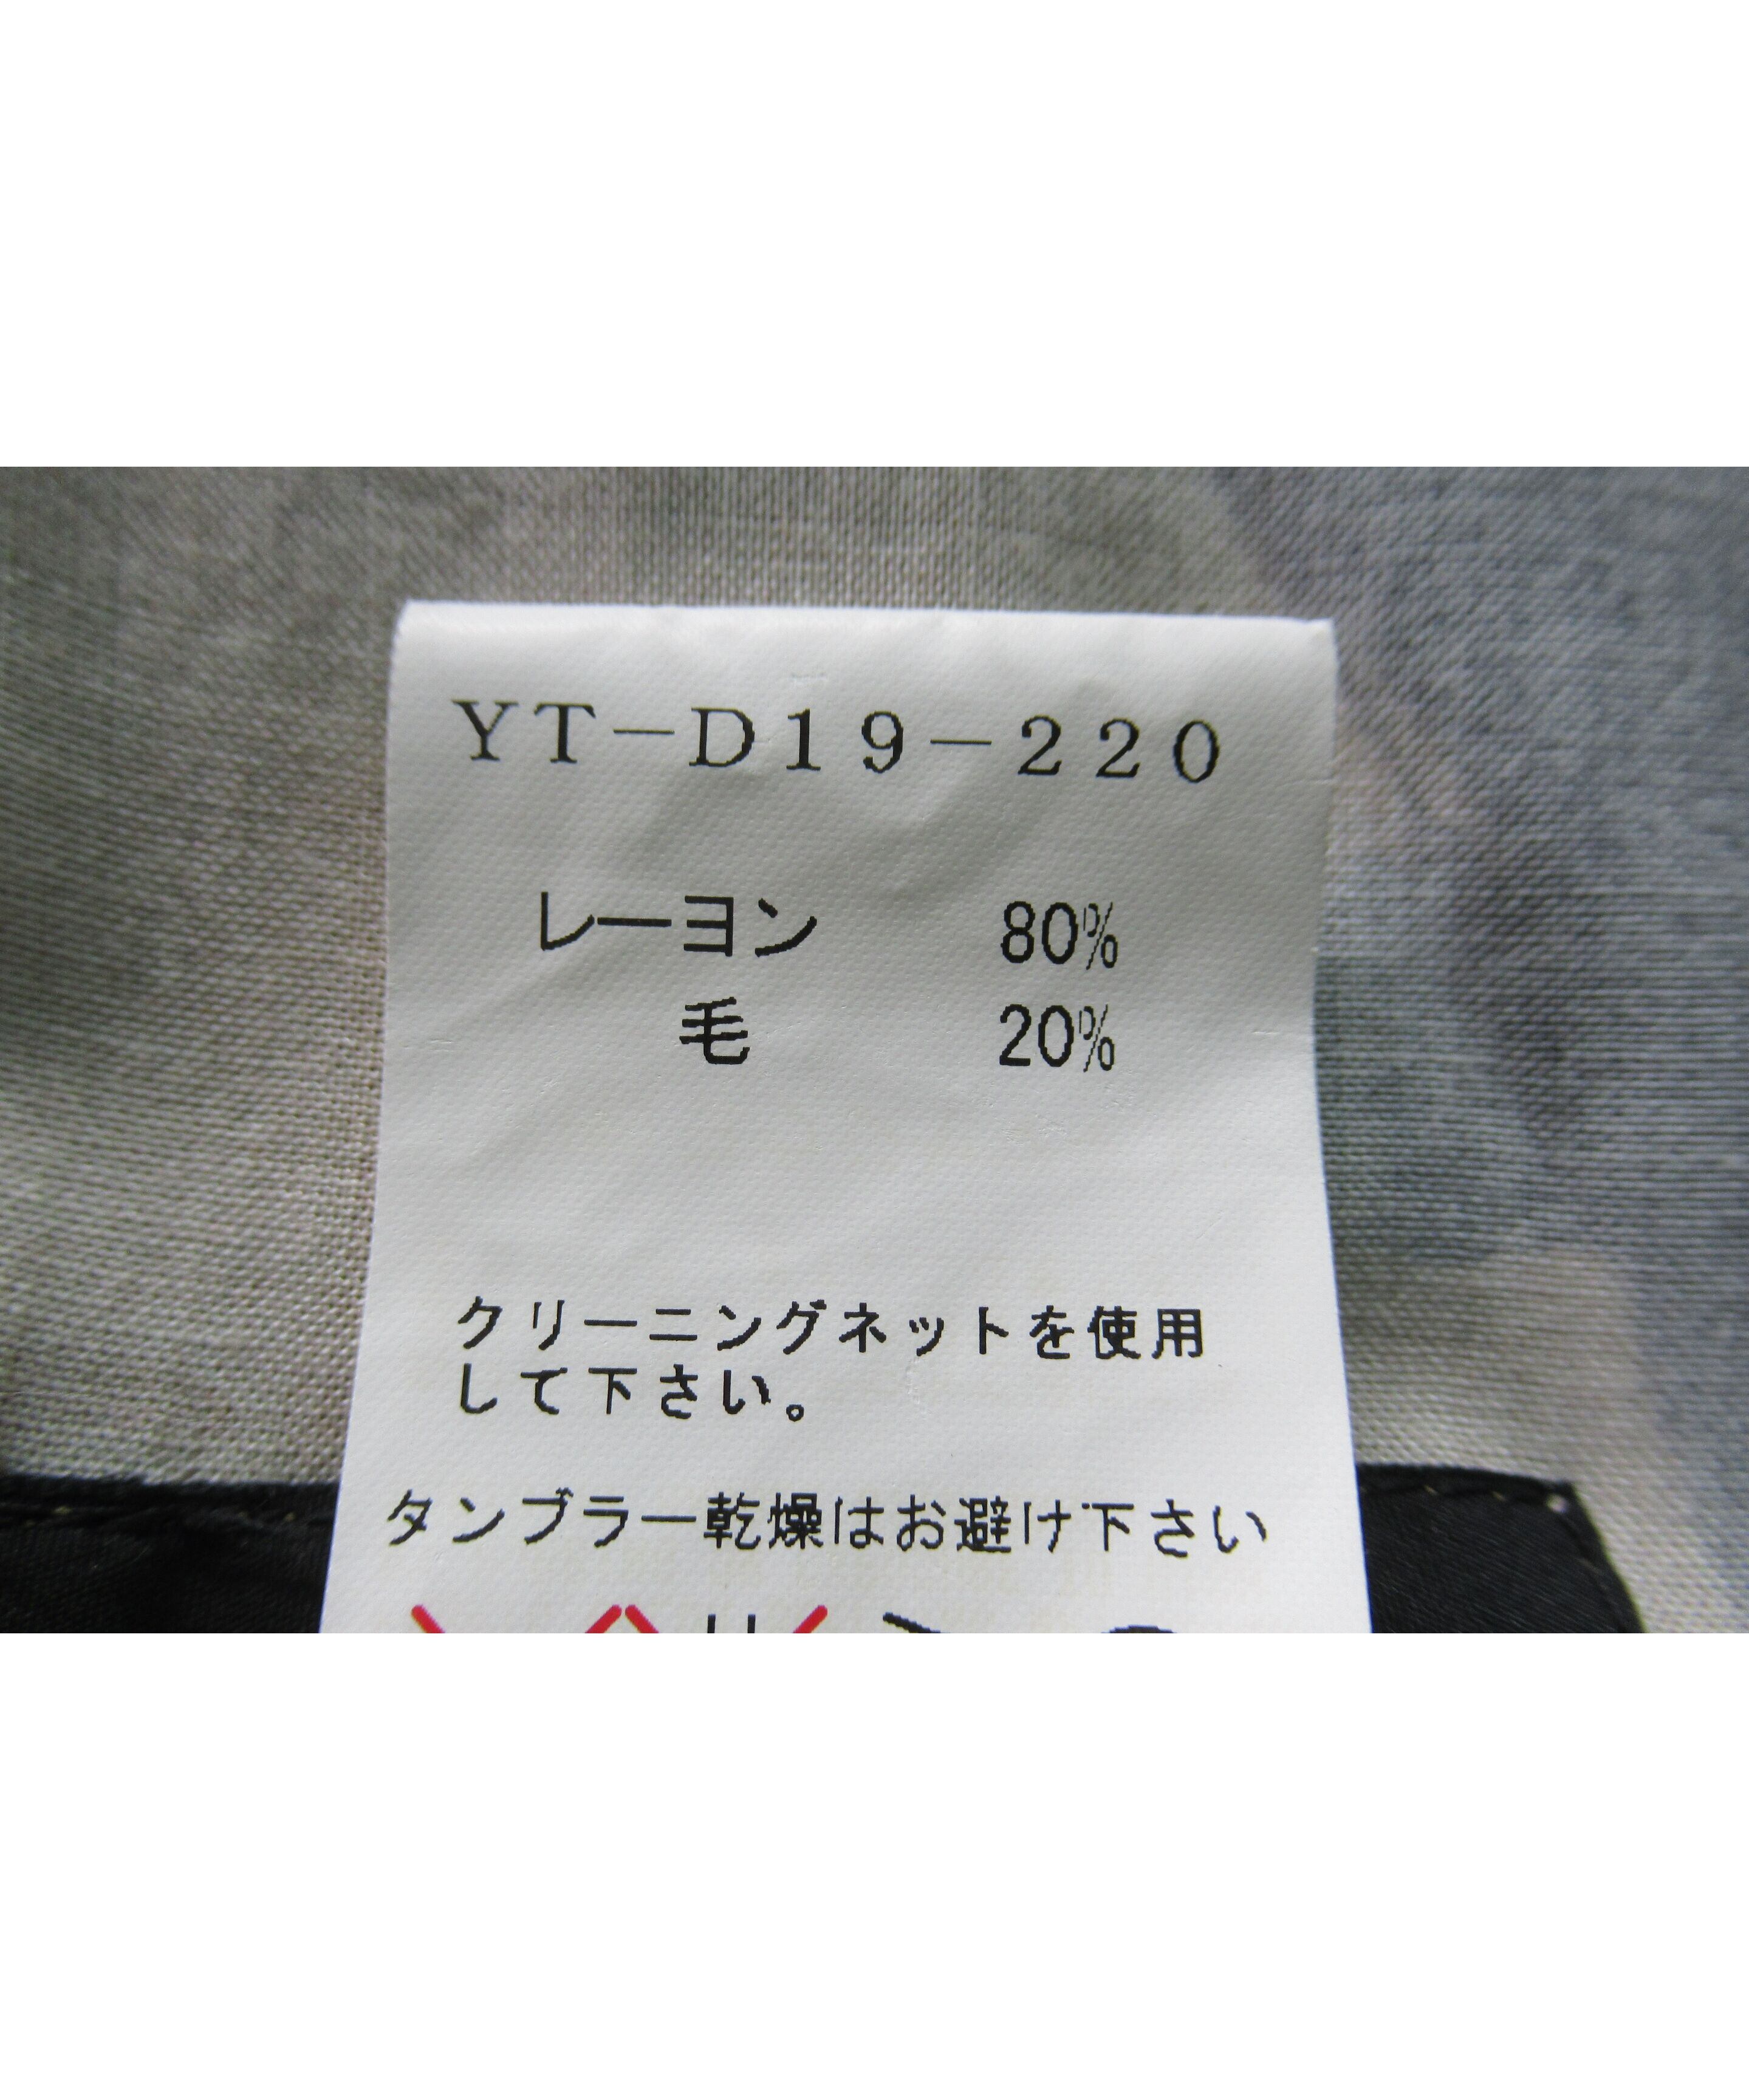 YT-D19-220
レーヨン 80%
毛 20%
クリーニングネットを使用
して下さい。
タンブラー乾燥はお避け下さい